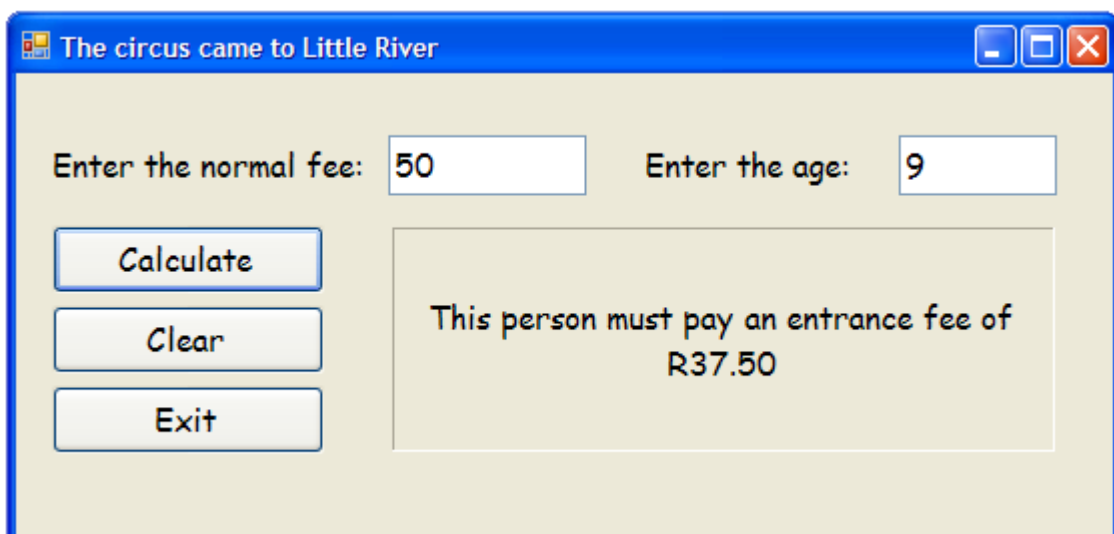 The circus came to Little River
Enter the normal fee: 50 Enter the age: 9
Calculate
Clear
Exit
This person must pay an entrance fee of
R37.50